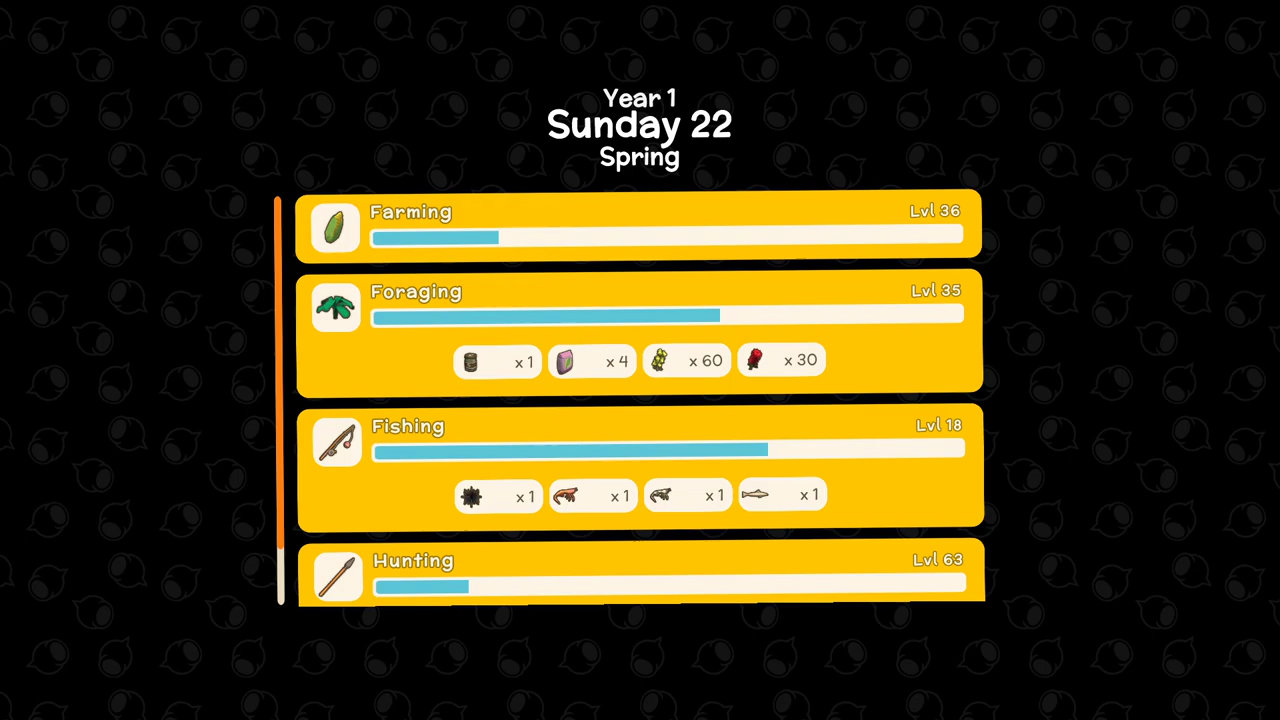 Year 1
Sunday 22
Spring
Farming Lvl 36
Foraging Lvl 35
x 1 x 4 x 60 x 30
Fishing Lvl 18
x 1 x 1 x 1 x 1
Hunting Lvl 63